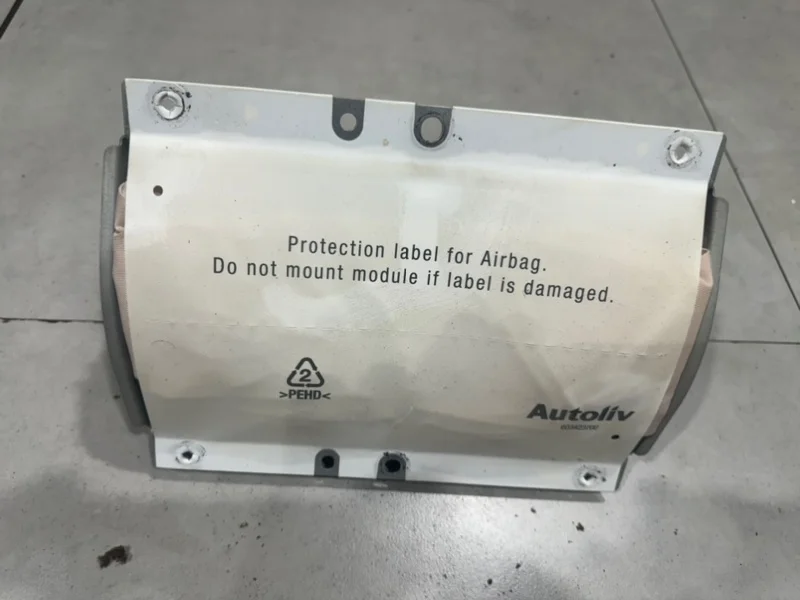 Protection label for Airbag.
Do not mount module if label is damaged.
2
>PEHD<
Autoliv